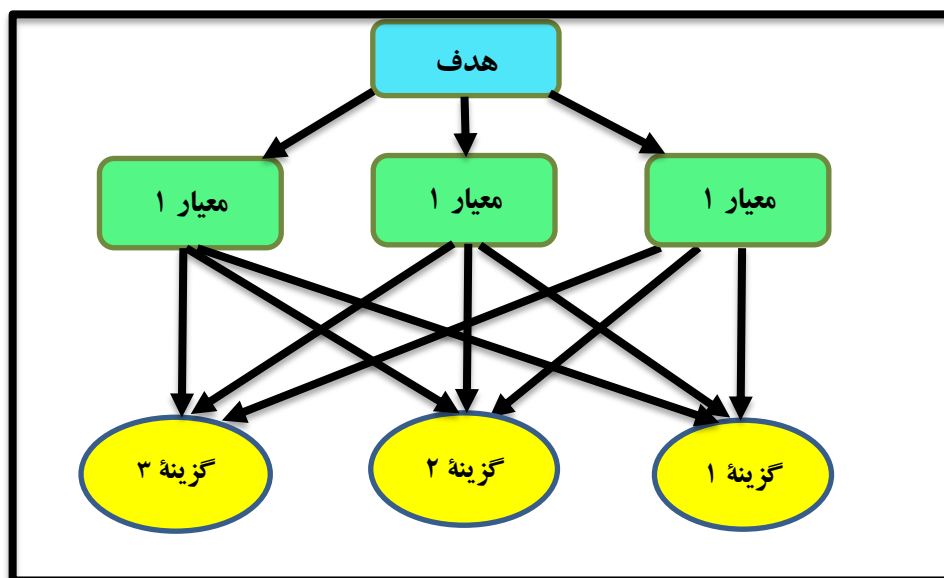 هدف
معیار ۱
معیار ۱
معیار ۱
گزینهٔ ۱
گزینهٔ ۲
گزینهٔ ۳